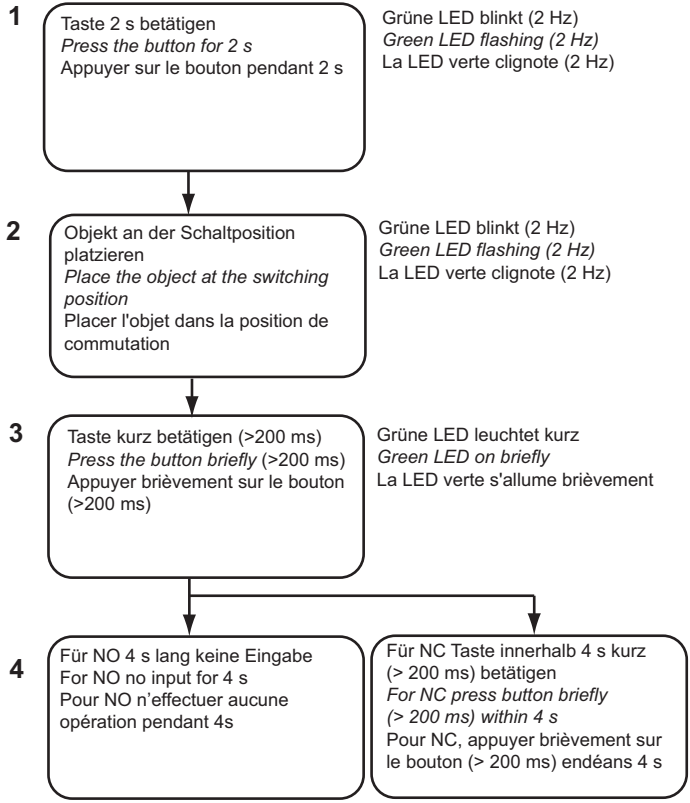 1
Taste 2 s betätigen
Press the button for 2 s
Appuyer sur le bouton pendant 2 s
Grüne LED blinkt (2 Hz)
Green LED flashing (2 Hz)
La LED verte clignote (2 Hz)
2
Objekt an der Schaltposition
platzieren
Place the object at the switching
position
Placer l'objet dans la position de
commutation
Grüne LED blinkt (2 Hz)
Green LED flashing (2 Hz)
La LED verte clignote (2 Hz)
3
Taste kurz betätigen (>200 ms)
Press the button briefly (>200 ms)
Appuyer brièvement sur le bouton
(>200 ms)
Grüne LED leuchtet kurz
Green LED on briefly
La LED verte s'allume brièvement
4
Für NO 4 s lang keine Eingabe
For NO no input for 4 s
Pour NO n’effectuer aucune
opération pendant 4s
Für NC Taste innerhalb 4 s kurz
(> 200 ms) betätigen
For NC press button briefly
(> 200 ms) within 4 s
Pour NC, appuyer brièvement sur
le bouton (> 200 ms) endéans 4 s